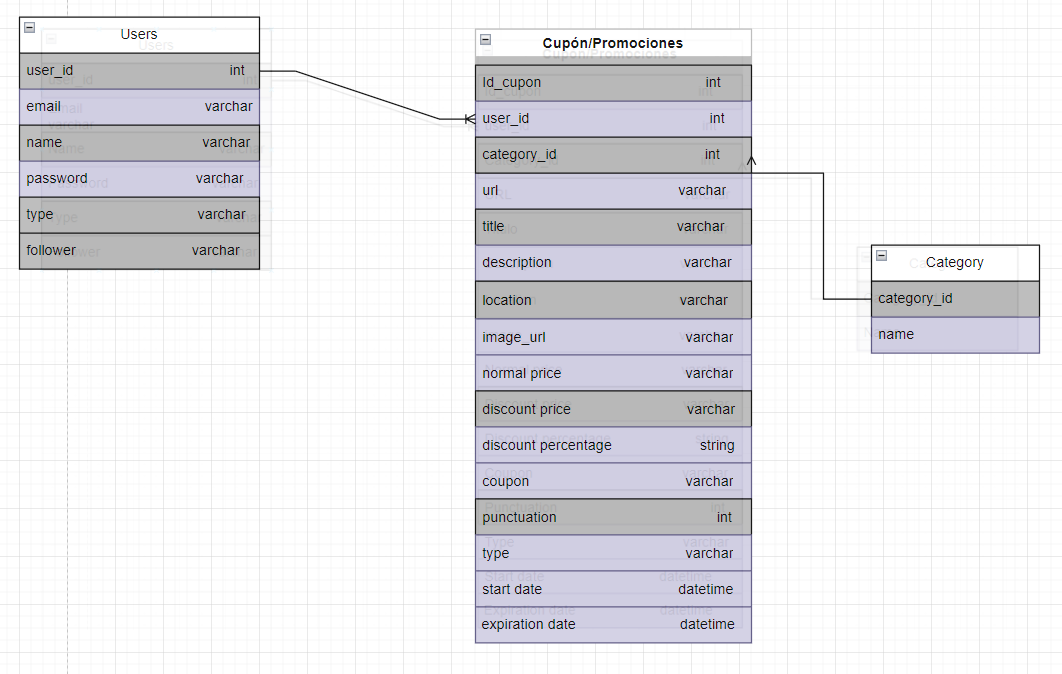 Users
user_id int
email varchar
name varchar
password varchar
type varchar
follower varchar
Cupón/Promociones
Id_cupon int
user_id int
category_id int
url varchar
title varchar
description varchar
location varchar
image_url varchar
normal price varchar
discount price varchar
discount percentage string
coupon varchar
punctuation int
type varchar
start date datetime
expiration date datetime
Category
category_id
name